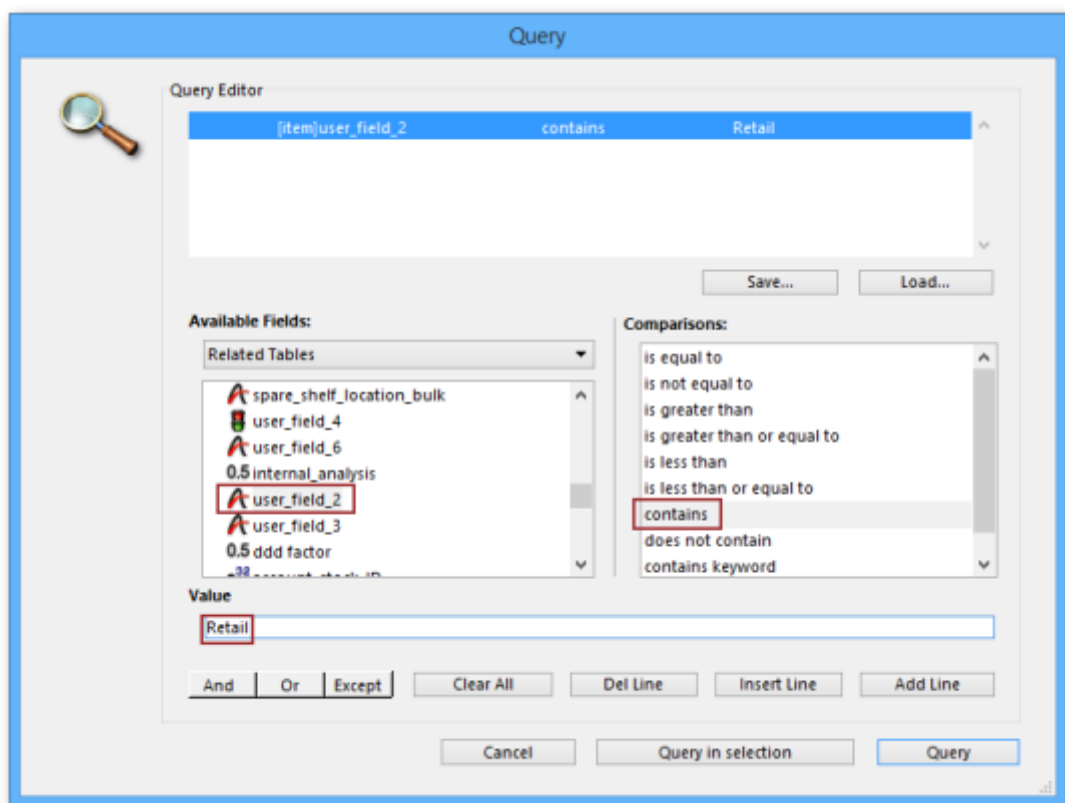 Query
Query Editor
[item]user_field_2 contains Retail
Save... Load...
Available Fields: Comparisons:
Related Tables
spare_shelf_location_bulk
user_field_4
user_field_6
0.5 internal_analysis
user_field_2
user_field_3
0.5 ddd factor
is equal to
is not equal to
is greater than
is greater than or equal to
is less than
is less than or equal to
contains
does not contain
contains keyword
Value
Retail
And Or Except Clear All Del Line Insert Line Add Line
Cancel Query in selection Query